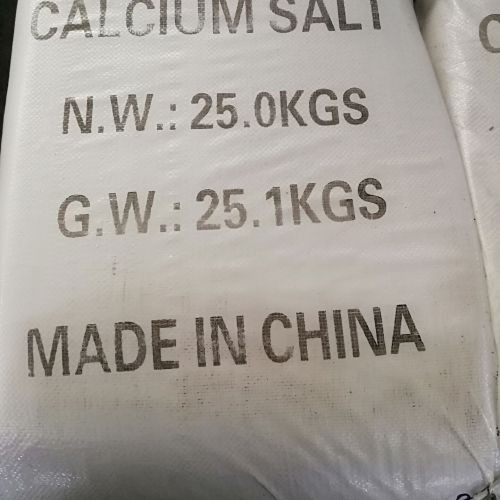 CALCIUM SALT
N.W.: 25.0KGS
G.W.: 25.1KGS
MADE IN CHINA